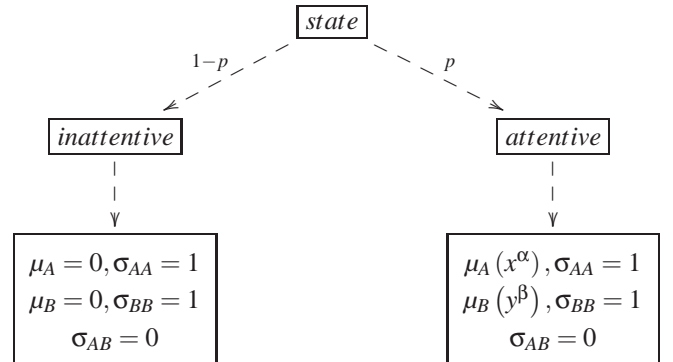 state
1−p
p
inattentive
attentive
μ_A = 0, σ_AA = 1
μ_B = 0, σ_BB = 1
σ_AB = 0
μ_A (x^α), σ_AA = 1
μ_B (y^β), σ_BB = 1
σ_AB = 0